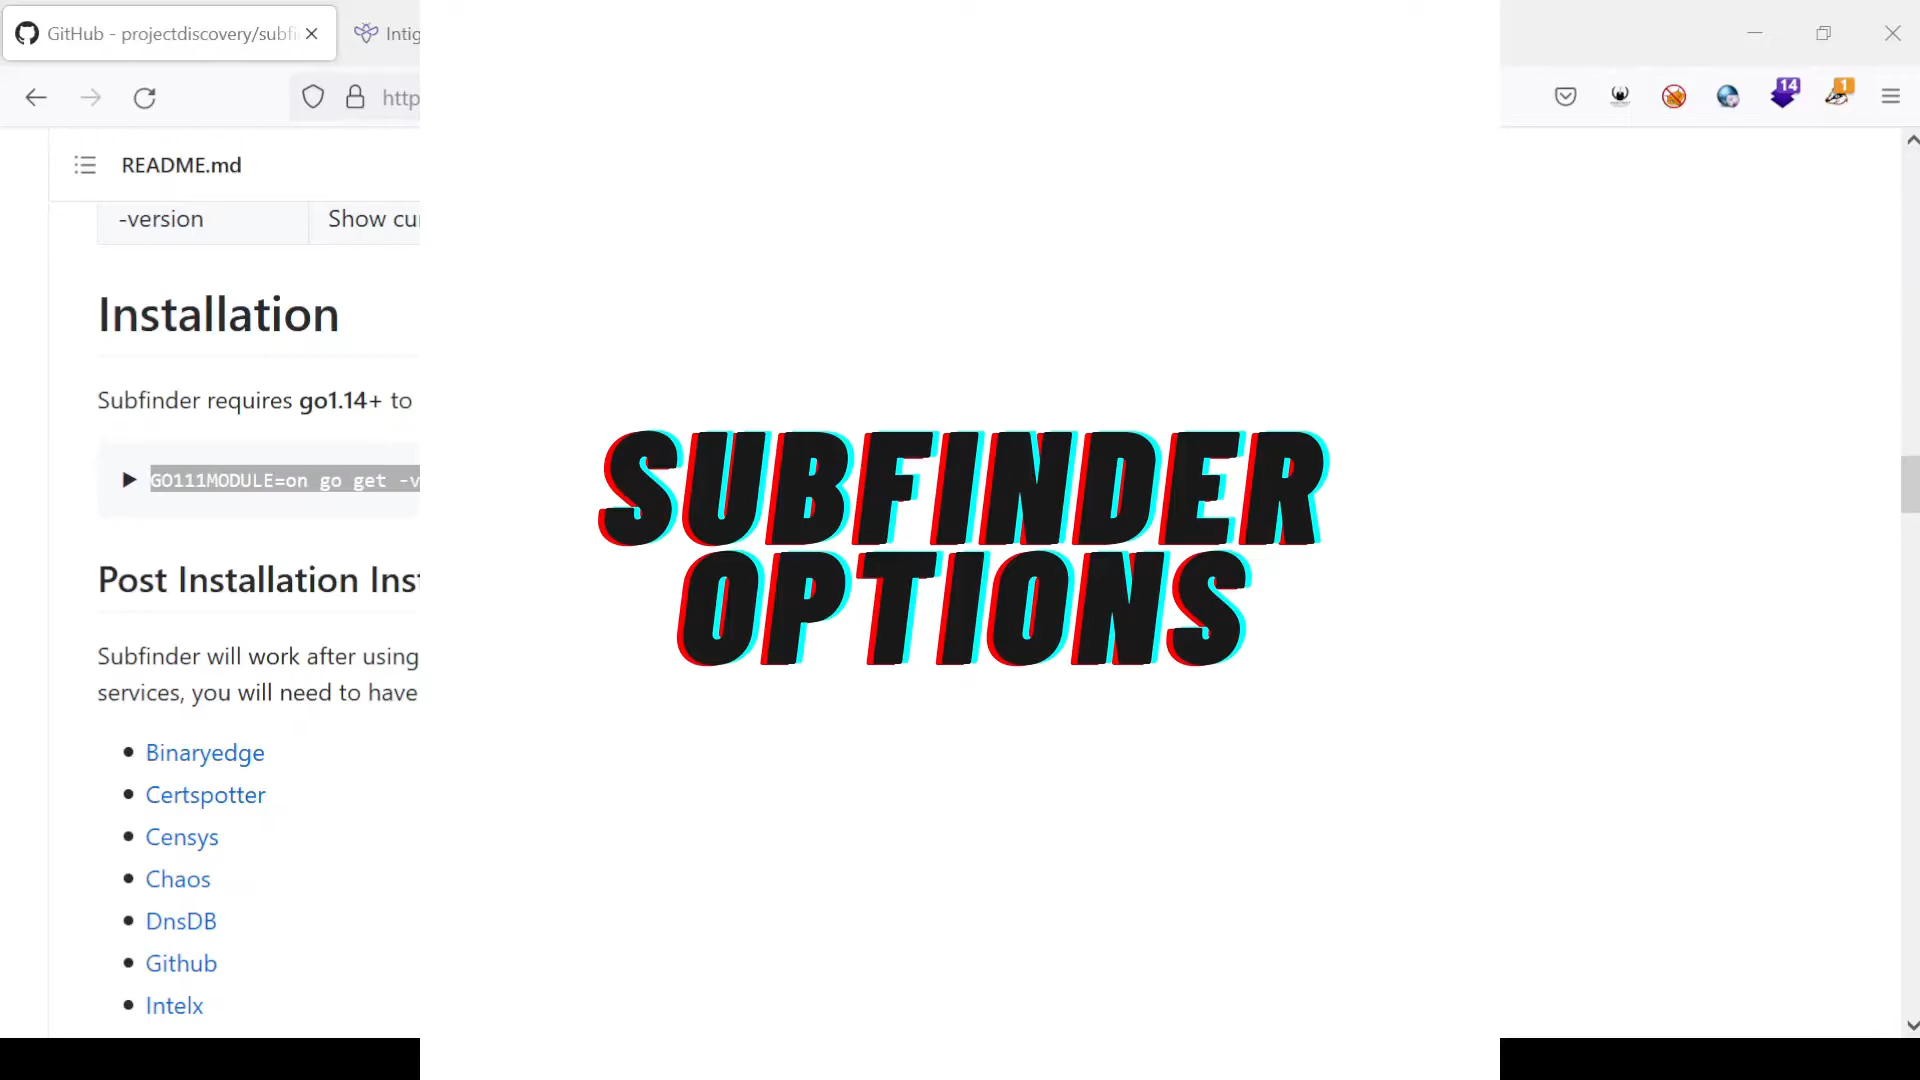 GitHub - projectdiscovery/subfi
Intig
http
14
1
README.md
-version
Show cur
Installation
Subfinder requires go1.14+ to
GO111MODULE=on go get -v
Post Installation Inst
Subfinder will work after using
services, you will need to have
Binaryedge
Certspotter
Censys
Chaos
DnsDB
Github
Intelx
SUBFINDER
OPTIONS